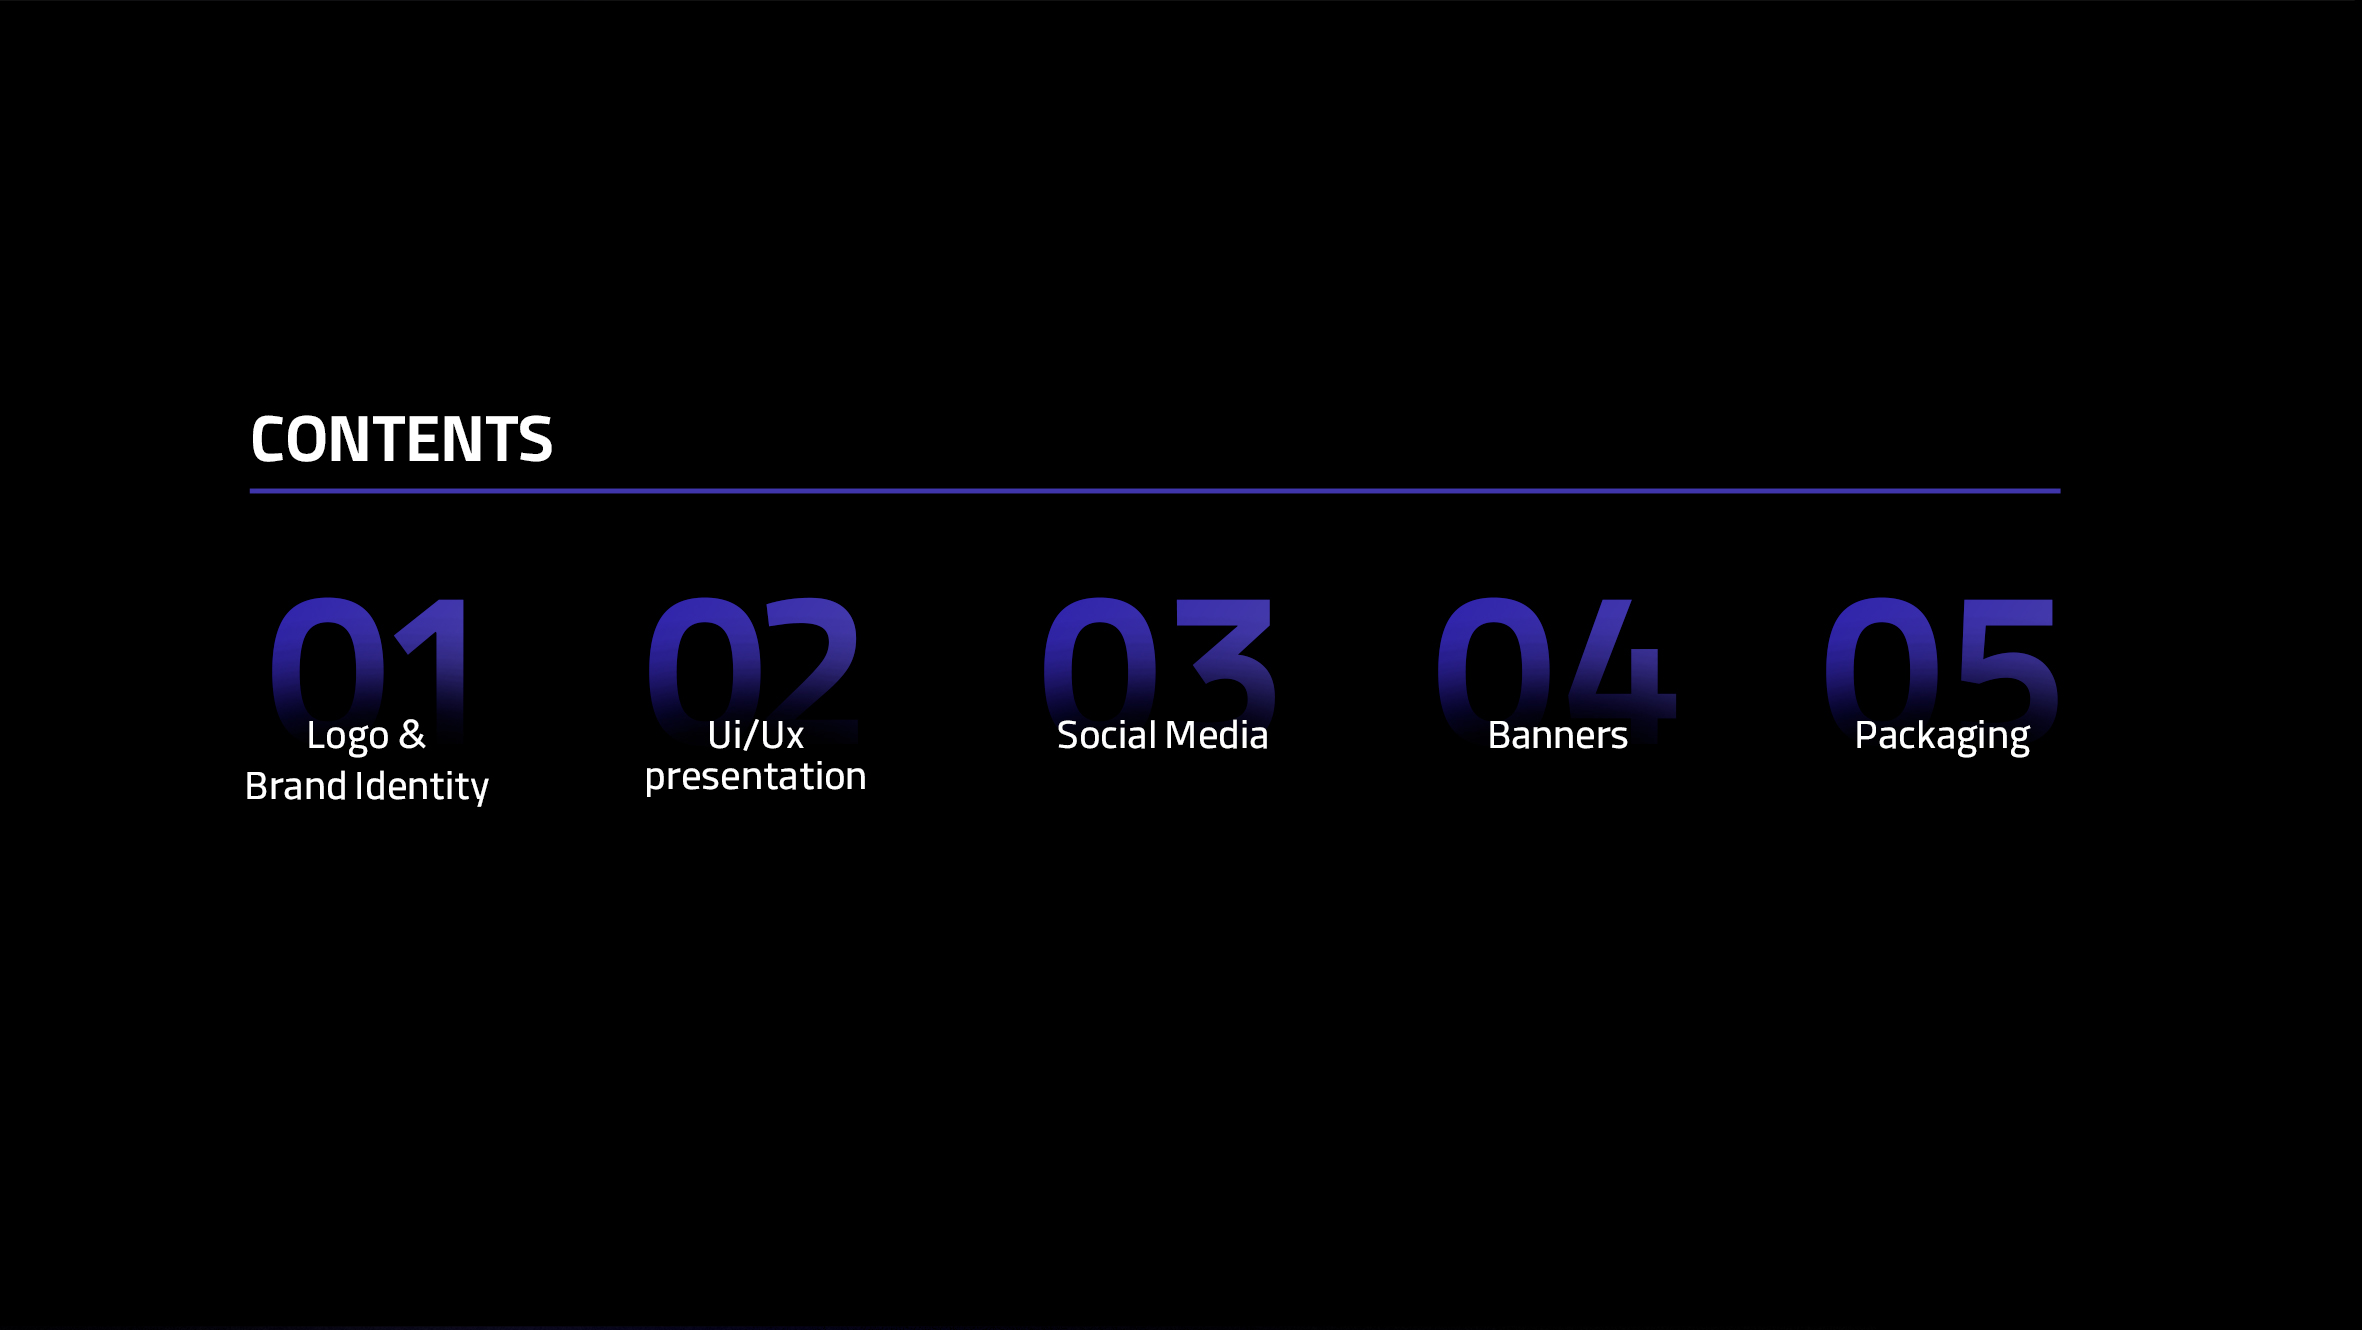 CONTENTS
01
Logo &
Brand Identity
02
Ui/Ux
presentation
03
Social Media
04
Banners
05
Packaging